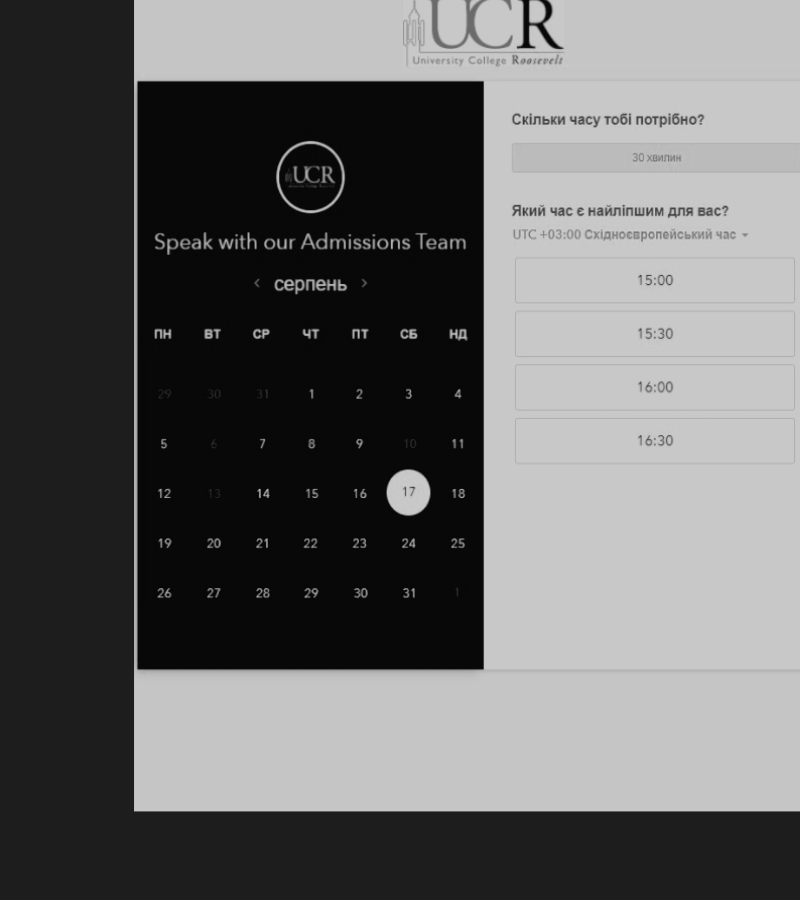 UCR
University College Roosevelt
UCR
Speak with our Admissions Team
серпень
ПН ВТ СР ЧТ ПТ СБ НД
29 30 31 1 2 3 4
5 6 7 8 9 10 11
12 13 14 15 16 17 18
19 20 21 22 23 24 25
26 27 28 29 30 31 1
Скільки часу тобі потрібно?
30 хвилин
Який час є найліпшим для вас?
UTC +03:00 Східноєвропейський час
15:00
15:30
16:00
16:30